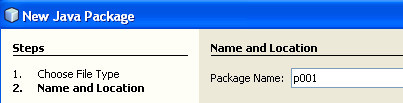 New Java Package
Steps
1. Choose File Type
2. Name and Location
Name and Location
Package Name: p001